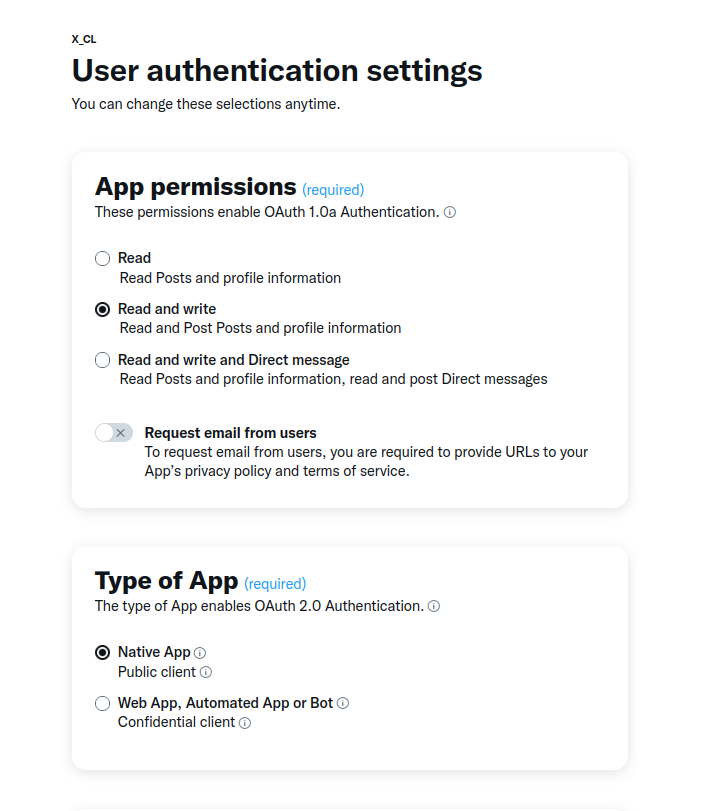 X_CL
User authentication settings
You can change these selections anytime.
App permissions (required)
These permissions enable OAuth 1.0a Authentication.
Read
Read Posts and profile information
Read and write
Read and Post Posts and profile information
Read and write and Direct message
Read Posts and profile information, read and post Direct messages
Request email from users
To request email from users, you are required to provide URLs to your
App’s privacy policy and terms of service.
Type of App (required)
The type of App enables OAuth 2.0 Authentication.
Native App
Public client
Web App, Automated App or Bot
Confidential client